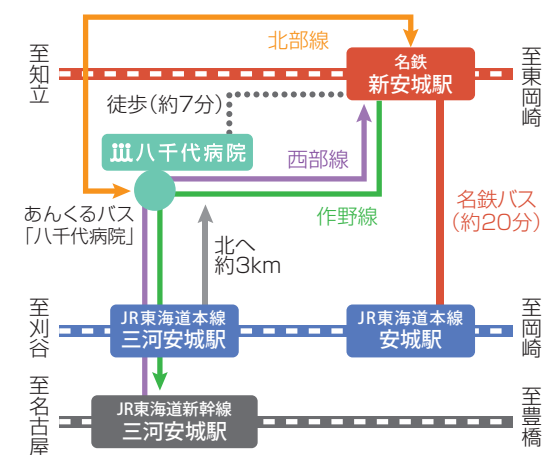 北部線
至知立
名鉄
新安城駅
至東岡崎
徒歩（約7分）
八千代病院
西部線
あんくるバス
「八千代病院」
作野線
名鉄バス
（約20分）
北へ
約3km
至刈谷
JR東海道本線
三河安城駅
JR東海道本線
安城駅
至岡崎
至名古屋
JR東海道新幹線
三河安城駅
至豊橋